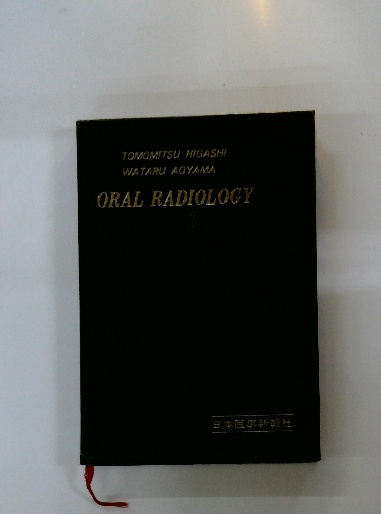 TOMOMITSU HIGASHI
WATARU AOYAMA
ORAL RADIOLOGY
日本医事新報社